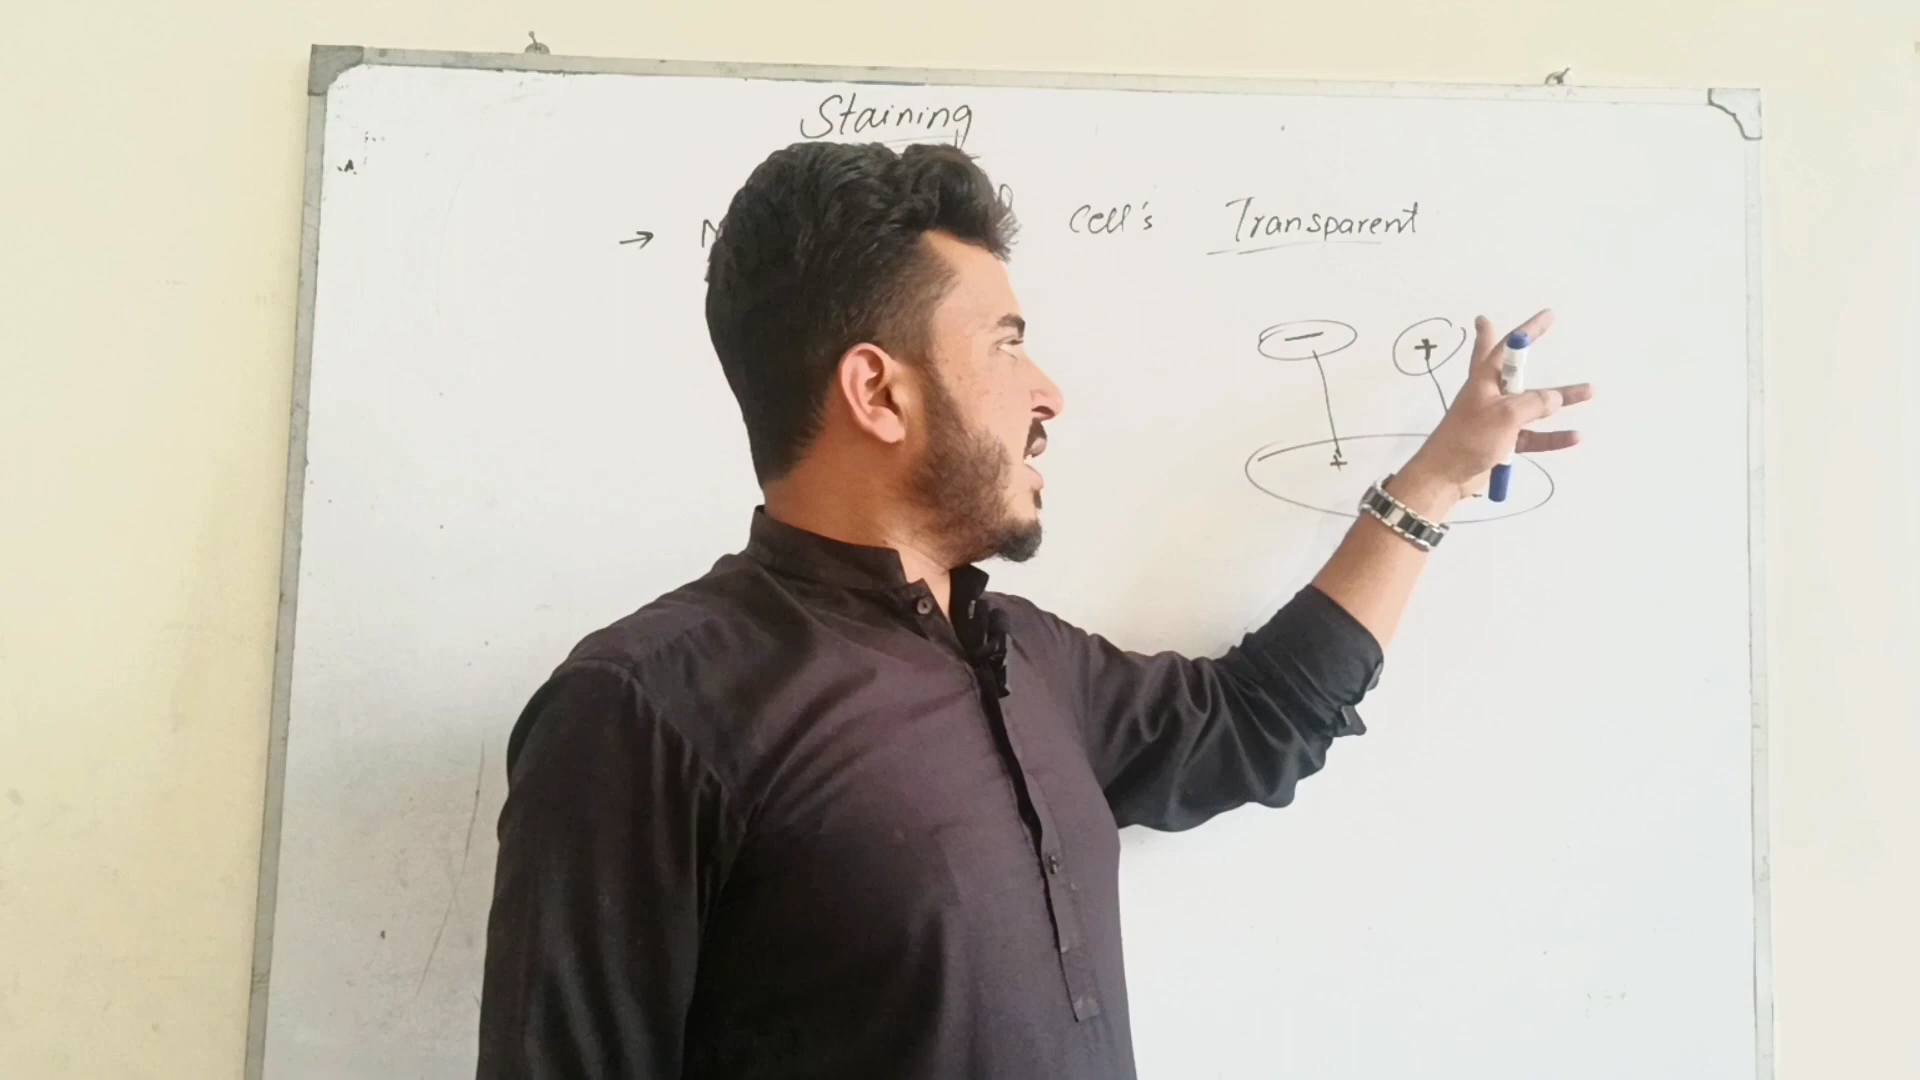 Staining
→ Cell's Transparent
− +
+